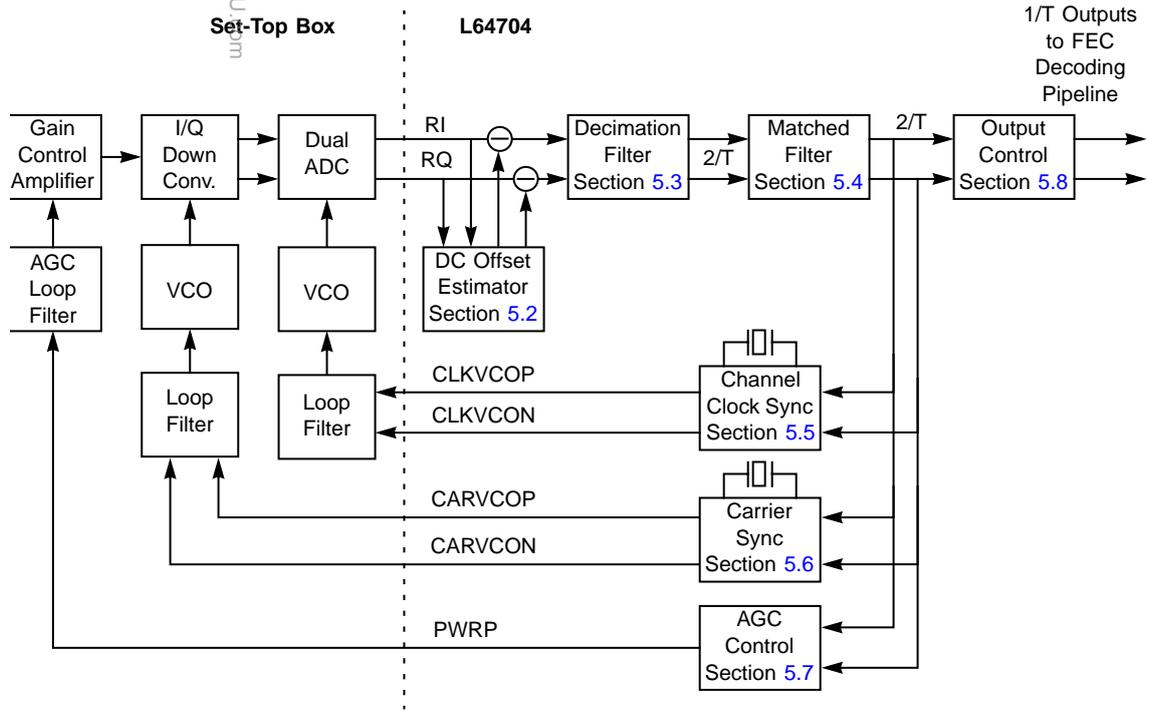 Set-Top Box
L64704
1/T Outputs
to FEC
Decoding
Pipeline
U.com
Gain
Control
Amplifier
I/Q
Down
Conv.
Dual
ADC
RI
RQ
Decimation
Filter
Section 5.3
2/T
Matched
Filter
Section 5.4
2/T
Output
Control
Section 5.8
AGC
Loop
Filter
VCO
VCO
DC Offset
Estimator
Section 5.2
Loop
Filter
Loop
Filter
CLKVCOP
CLKVCON
Channel
Clock Sync
Section 5.5
CARVCOP
CARVCON
Carrier
Sync
Section 5.6
PWRP
AGC
Control
Section 5.7